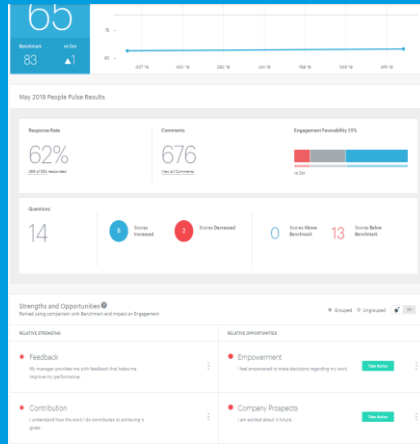 65
Benchmark
vs Oct
83
▲1
70 -
60 -
OCT '18
NOV '18
DEC '18
JAN '19
FEB '19
MAR '19
APR '19
May 2019 People Pulse Results
Response Rate
62%
responders
Comments
676
View all Comments
Engagement Favorability 55%
vs Oct
Questions
14
Scores Increased
2
Scores Decreased
0
Scores Above Benchmark
13
Scores Below Benchmark
Strengths and Opportunities
Ranked using comparison with Benchmark and Impact on Engagement
Grouped
Ungrouped
RELATIVE STRENGTHS
RELATIVE OPPORTUNITIES
Feedback
My manager provides me with feedback that helps me
improve my performance.
Empowerment
I feel empowered to make decisions regarding my work.
Take Action
Contribution
I understand how the work I do contributes to achieving 's
goals.
Company Prospects
I am excited about 's future.
Take Action